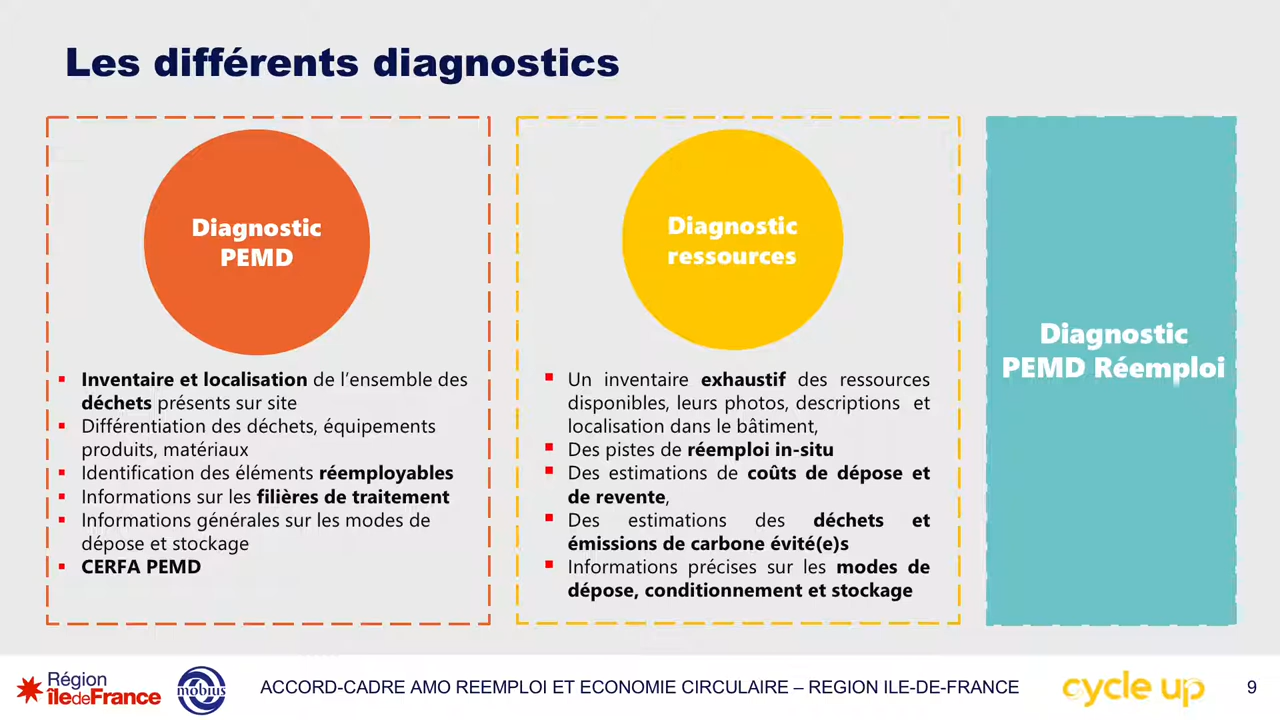 Les différents diagnostics
Diagnostic
PEMD
Inventaire et localisation de l'ensemble des
déchets présents sur site
Différentiation des déchets, équipements
produits, matériaux
Identification des éléments réemployables
Informations sur les filières de traitement
Informations générales sur les modes de
dépose et stockage
CERFA PEMD
Diagnostic
ressources
Un inventaire exhaustif des ressources
disponibles, leurs photos, descriptions et
localisation dans le bâtiment,
Des pistes de réemploi in-situ
Des estimations de coûts de dépose et
de revente,
Des estimations des déchets et
émissions de carbone évité(e)s
Informations précises sur les modes de
dépose, conditionnement et stockage
Diagnostic
PEMD Réemploi
Région
îledeFrance
mobius
ACCORD-CADRE AMO REEMPLOI ET ECONOMIE CIRCULAIRE – REGION ILE-DE-FRANCE
cycle up
9